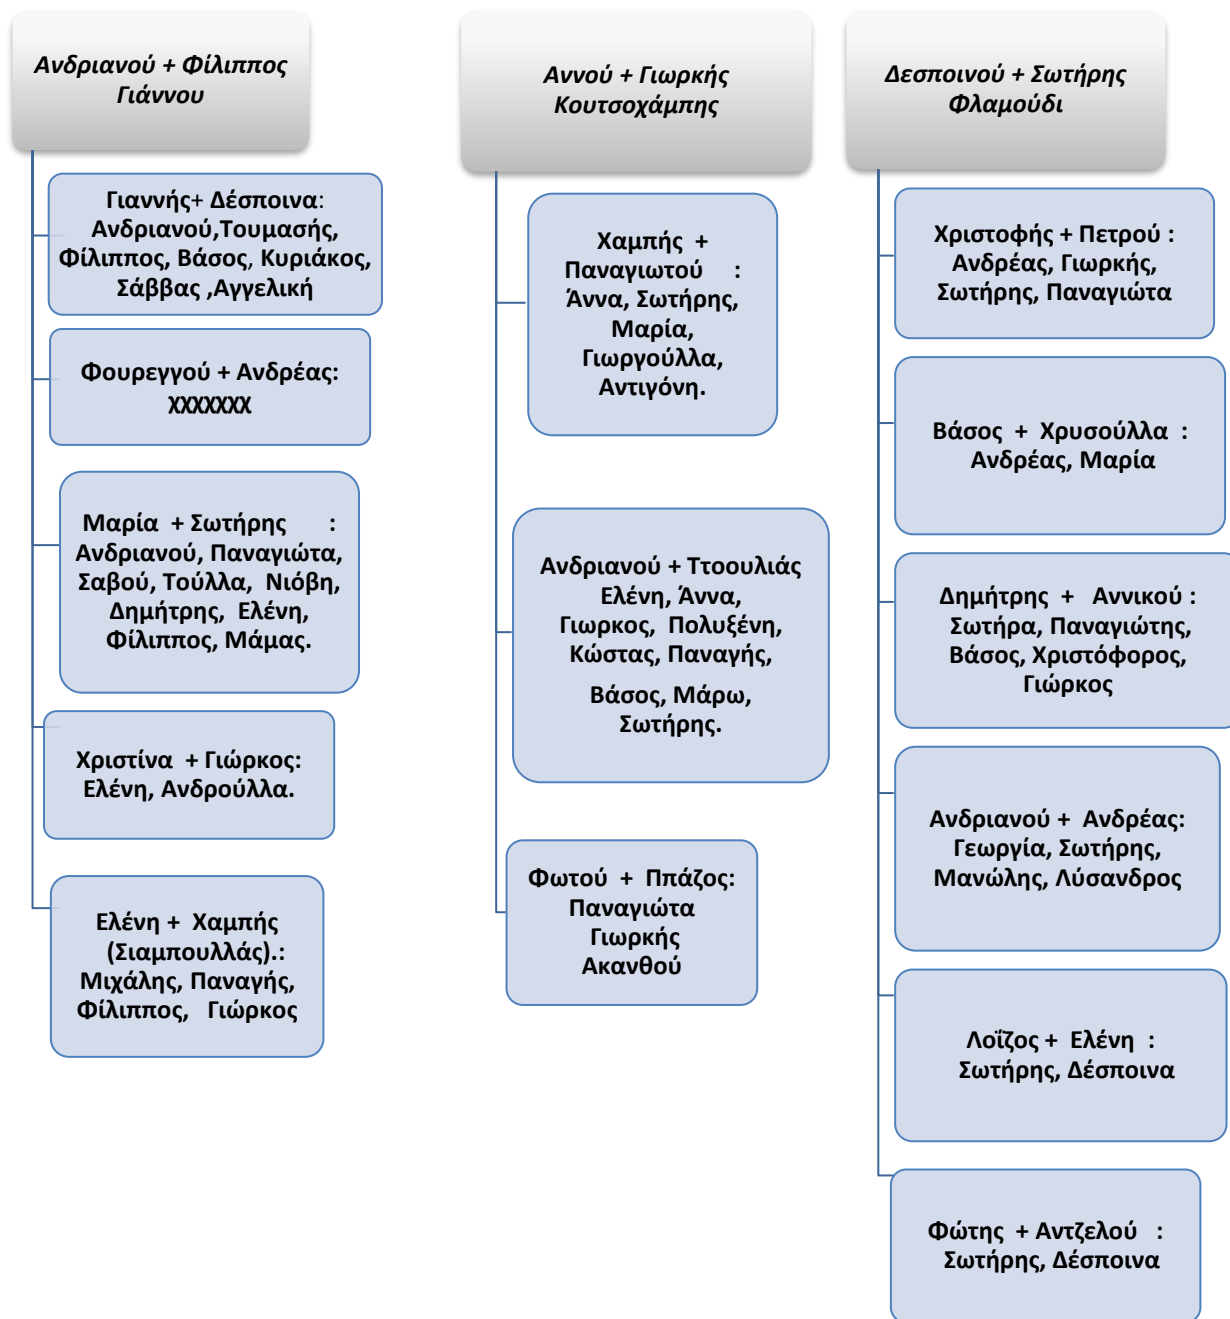 Ανδριανού + Φίλιππος
Γιάννου
Γιαννής+ Δέσποινα:
Ανδριανού,Τουμασής,
Φίλιππος, Βάσος, Κυριάκος,
Σάββας ,Αγγελική
Φουρεγγού + Ανδρέας:
χχχχχχχ
Μαρία + Σωτήρης :
Ανδριανού, Παναγιώτα,
Σαβού, Τούλλα, Νιόβη,
Δημήτρης, Ελένη,
Φίλιππος, Μάμας.
Χριστίνα + Γιώρκος:
Ελένη, Ανδρούλλα.
Ελένη + Χαμπής
(Σιαμπουλλάς).:
Μιχάλης, Παναγής,
Φίλιππος, Γιώρκος
Αννού + Γιωρκής
Κουτσοχάμπης
Χαμπής +
Παναγιωτού :
Άννα, Σωτήρης,
Μαρία,
Γιωργούλλα,
Αντιγόνη.
Ανδριανού + Ττοουλιάς
Ελένη, Άννα,
Γιωρκος, Πολυξένη,
Κώστας, Παναγής,
Βάσος, Μάρω,
Σωτήρης.
Φωτού + Ππάζος:
Παναγιώτα
Γιωρκής
Ακανθού
Δεσποινού + Σωτήρης
Φλαμούδι
Χριστοφής + Πετρού :
Ανδρέας, Γιωρκής,
Σωτήρης, Παναγιώτα
Βάσος + Χρυσούλλα :
Ανδρέας, Μαρία
Δημήτρης + Αννικού :
Σωτήρα, Παναγιώτης,
Βάσος, Χριστόφορος,
Γιώρκος
Ανδριανού + Ανδρέας:
Γεωργία, Σωτήρης,
Μανώλης, Λύσανδρος
Λοΐζος + Ελένη :
Σωτήρης, Δέσποινα
Φώτης + Αντζελού :
Σωτήρης, Δέσποινα